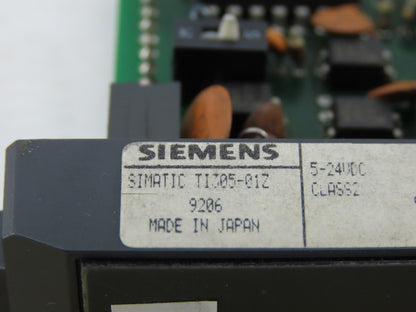 SIEMENS
SIMATIC TI305-01Z
9206
MADE IN JAPAN
5-24VDC
CLASS2